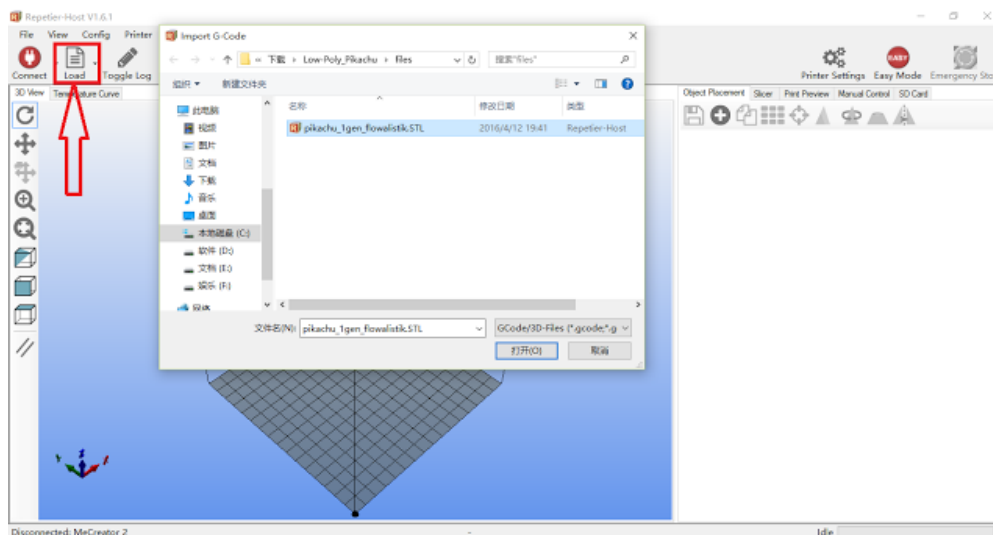 Repetier-Host V1.6.1
File View Config Printer
Connect Load Toggle Log
Printer Settings Easy Mode Emergency Sto
EASY
3D View Temperature Curve
Object Placement Slicer Print Preview Manual Control SD Card
Import G-Code
« 下载 › Low-Poly_Pikachu › files
搜索"files"
组织 新建文件夹
名称 修改日期 类型
pikachu_1gen_flowalistik.STL 2016/4/12 19:41 Repetier-Host
此电脑
视频
图片
文档
下载
音乐
桌面
本地磁盘 (C:)
软件 (D:)
文档 (E:)
娱乐 (F:)
网络
文件名(N): pikachu_1gen_flowalistik.STL GCode/3D-Files (*.gcode;*.g
打开(O) 取消
Disconnected: MeCreator 2 - Idle